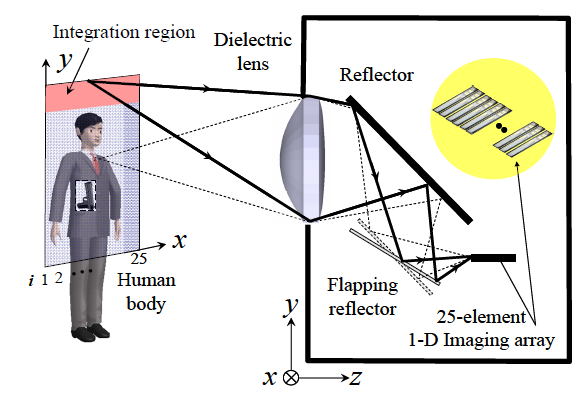 Integration region
y
Dielectric
lens
Reflector
x
25
i 1 2 •••
Human
body
Flapping
reflector
25-element
1-D Imaging array
y
x
z